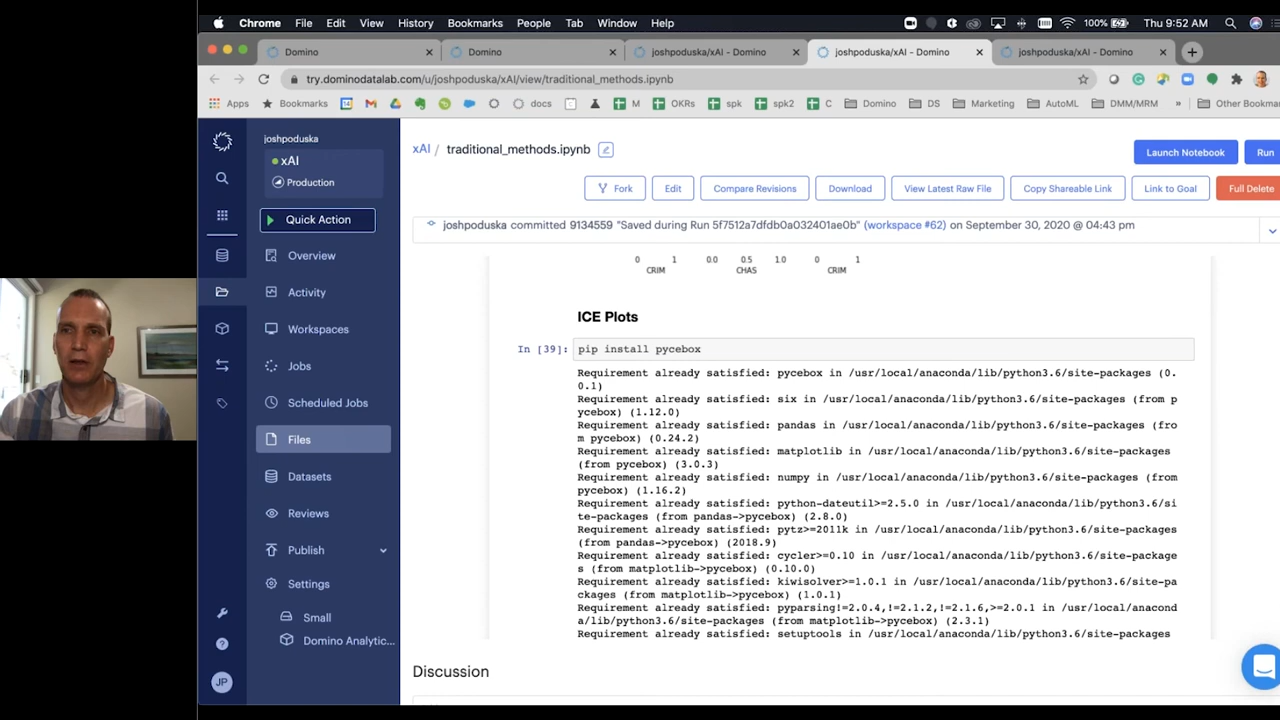 Chrome File Edit View History Bookmarks People Tab Window Help 100% Thu 9:52 AM
Domino Domino joshpoduska/xAI - Domino joshpoduska/xAI - Domino joshpoduska/xAI - Domino
try.dominodatalab.com/u/joshpoduska/xAI/view/traditional_methods.ipynb
Apps Bookmarks docs M OKRs spk spk2 C Domino DS Marketing AutoML DMM/MRM » Other Bookmar
joshpoduska
xAI
Production
Quick Action
Overview
Activity
Workspaces
Jobs
Scheduled Jobs
Files
Datasets
Reviews
Publish
Settings
Small
Domino Analytic...
JP
xAI / traditional_methods.ipynb
Launch Notebook Run
Fork Edit Compare Revisions Download View Latest Raw File Copy Shareable Link Link to Goal Full Delete
joshpoduska committed 9134559 "Saved during Run 5f7512a7dfdb0a032401ae0b" (workspace #62) on September 30, 2020 @ 04:43 pm
0 1 0.0 0.5 1.0 0 1
CRIM CHAS CRIM
ICE Plots
In [39]: pip install pycebox
Requirement already satisfied: pycebox in /usr/local/anaconda/lib/python3.6/site-packages (0.
0.1)
Requirement already satisfied: six in /usr/local/anaconda/lib/python3.6/site-packages (from p
ycebox) (1.12.0)
Requirement already satisfied: pandas in /usr/local/anaconda/lib/python3.6/site-packages (fro
m pycebox) (0.24.2)
Requirement already satisfied: matplotlib in /usr/local/anaconda/lib/python3.6/site-packages
(from pycebox) (3.0.3)
Requirement already satisfied: numpy in /usr/local/anaconda/lib/python3.6/site-packages (from
pycebox) (1.16.2)
Requirement already satisfied: python-dateutil>=2.5.0 in /usr/local/anaconda/lib/python3.6/si
te-packages (from pandas->pycebox) (2.8.0)
Requirement already satisfied: pytz>=2011k in /usr/local/anaconda/lib/python3.6/site-packages
(from pandas->pycebox) (2018.9)
Requirement already satisfied: cycler>=0.10 in /usr/local/anaconda/lib/python3.6/site-package
s (from matplotlib->pycebox) (0.10.0)
Requirement already satisfied: kiwisolver>=1.0.1 in /usr/local/anaconda/lib/python3.6/site-pa
ckages (from matplotlib->pycebox) (1.0.1)
Requirement already satisfied: pyparsing!=2.0.4,!=2.1.2,!=2.1.6,>=2.0.1 in /usr/local/anacond
a/lib/python3.6/site-packages (from matplotlib->pycebox) (2.3.1)
Requirement already satisfied: setuptools in /usr/local/anaconda/lib/python3.6/site-packages
Discussion